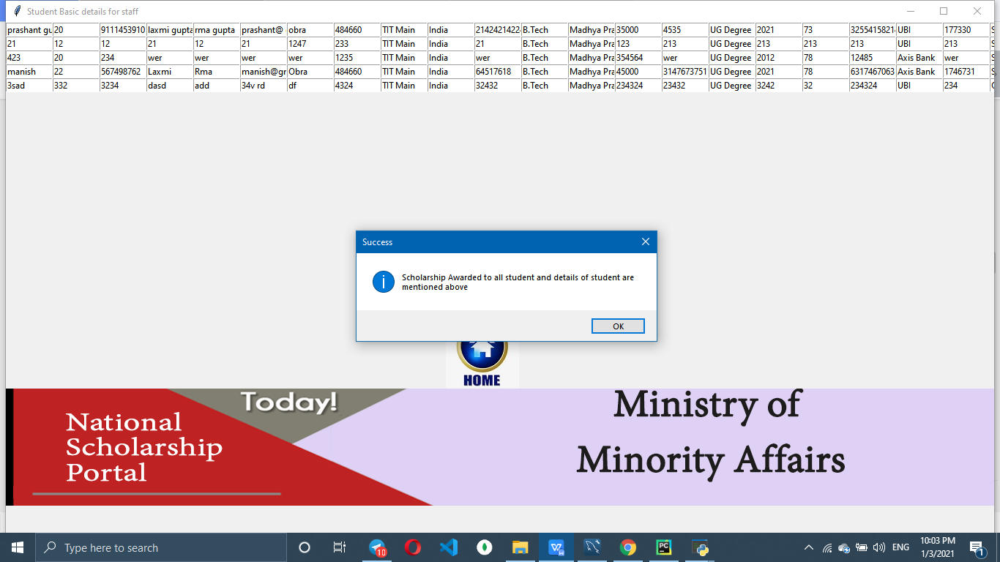 Student Basic details for staff
prashant gu 20 9111453910 laxmi gupta rma gupta prashant@ obra 484660 TIT Main India 2142421422 B.Tech Madhya Pra 35000 4535 UG Degree 2021 73 3255415821 UBI 177330 S
21 12 12 21 12 21 1247 233 TIT Main India 21 B.Tech Madhya Pra 123 213 UG Degree 213 213 213 UBI 213 S
423 20 234 wer wer wer wer 1235 TIT Main India wer B.Tech Madhya Pra 354564 wer UG Degree 2012 78 12485 Axis Bank wer S
manish 22 567498762 Laxmi Rma manish@gr Obra 484660 TIT Main India 64517618 B.Tech Madhya Pra 45000 3147673751 UG Degree 2021 78 6317467063 Axis Bank 1746731 S
3sad 332 3234 dasd add 34v rd df 4324 TIT Main India 32432 B.Tech Madhya Pra 234324 23432 UG Degree 3242 32 234324 UBI 234
Success
Scholarship Awarded to all student and details of student are
mentioned above
OK
HOME
Today!
National
Scholarship
Portal
Ministry of
Minority Affairs
Type here to search
10
W
PC
ENG
10:03 PM
1/3/2021
1